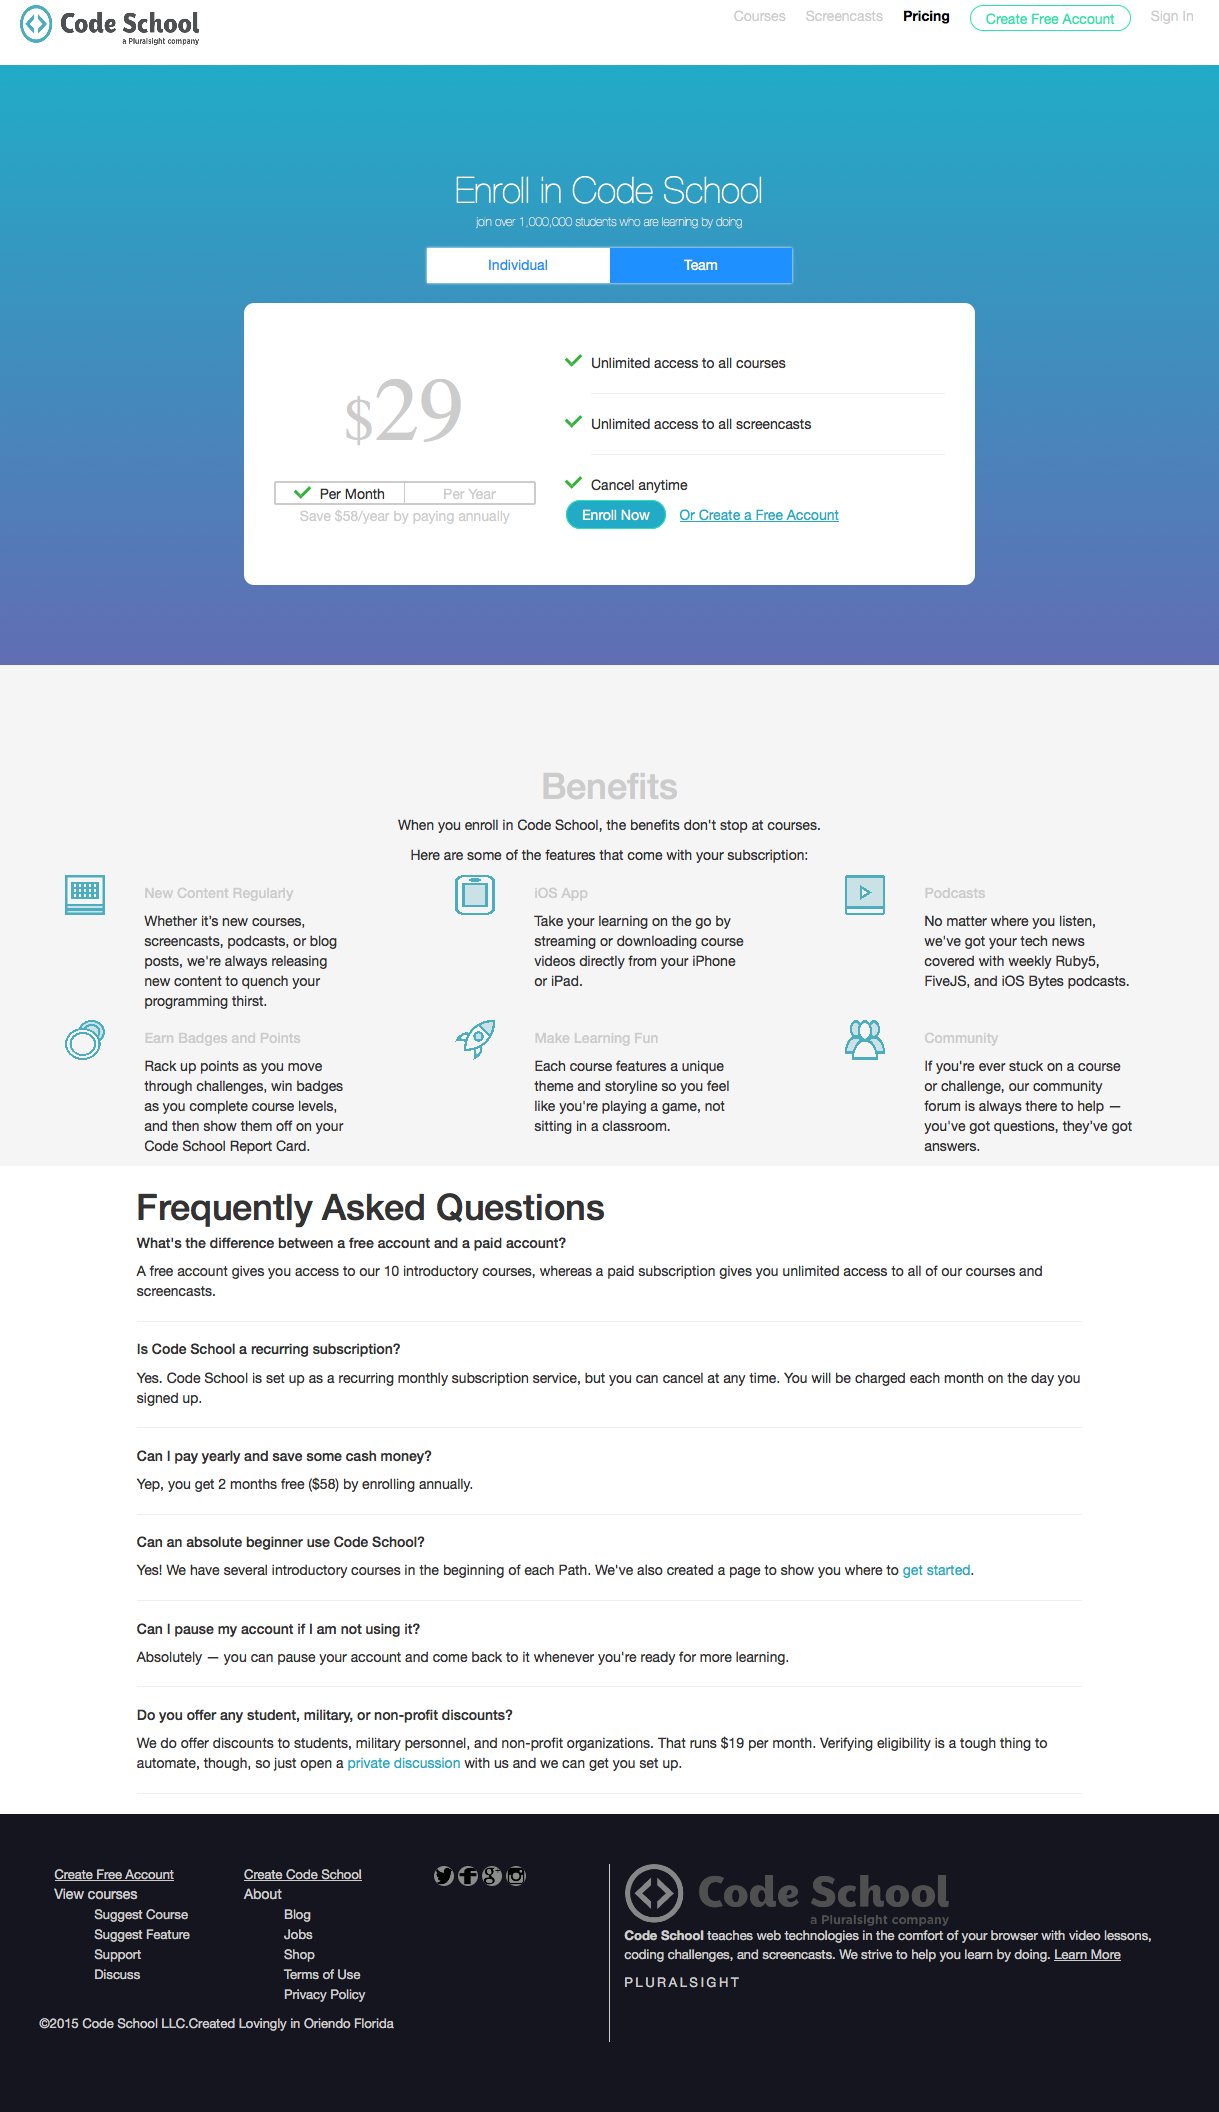 Code School
a Pluralsight company
Courses Screencasts Pricing Create Free Account Sign In
Enroll in Code School
join over 1,000,000 students who are learning by doing
Individual Team
$29
Per Month Per Year
Save $58/year by paying annually
Unlimited access to all courses
Unlimited access to all screencasts
Cancel anytime
Enroll Now Or Create a Free Account
Benefits
When you enroll in Code School, the benefits don't stop at courses.
Here are some of the features that come with your subscription:
New Content Regularly
Whether it's new courses,
screencasts, podcasts, or blog
posts, we're always releasing
new content to quench your
programming thirst.
iOS App
Take your learning on the go by
streaming or downloading course
videos directly from your iPhone
or iPad.
Podcasts
No matter where you listen,
we've got your tech news
covered with weekly Ruby5,
FiveJS, and iOS Bytes podcasts.
Earn Badges and Points
Rack up points as you move
through challenges, win badges
as you complete course levels,
and then show them off on your
Code School Report Card.
Make Learning Fun
Each course features a unique
theme and storyline so you feel
like you're playing a game, not
sitting in a classroom.
Community
If you're ever stuck on a course
or challenge, our community
forum is always there to help —
you've got questions, they've got
answers.
Frequently Asked Questions
What's the difference between a free account and a paid account?
A free account gives you access to our 10 introductory courses, whereas a paid subscription gives you unlimited access to all of our courses and
screencasts.
Is Code School a recurring subscription?
Yes. Code School is set up as a recurring monthly subscription service, but you can cancel at any time. You will be charged each month on the day you
signed up.
Can I pay yearly and save some cash money?
Yep, you get 2 months free ($58) by enrolling annually.
Can an absolute beginner use Code School?
Yes! We have several introductory courses in the beginning of each Path. We've also created a page to show you where to get started.
Can I pause my account if I am not using it?
Absolutely — you can pause your account and come back to it whenever you're ready for more learning.
Do you offer any student, military, or non-profit discounts?
We do offer discounts to students, military personnel, and non-profit organizations. That runs $19 per month. Verifying eligibility is a tough thing to
automate, though, so just open a private discussion with us and we can get you set up.
Create Free Account
View courses
Suggest Course
Suggest Feature
Support
Discuss
Create Code School
About
Blog
Jobs
Shop
Terms of Use
Privacy Policy
©2015 Code School LLC.Created Lovingly in Oriendo Florida
Code School
a Pluralsight company
Code School teaches web technologies in the comfort of your browser with video lessons,
coding challenges, and screencasts. We strive to help you learn by doing. Learn More
PLURALSIGHT